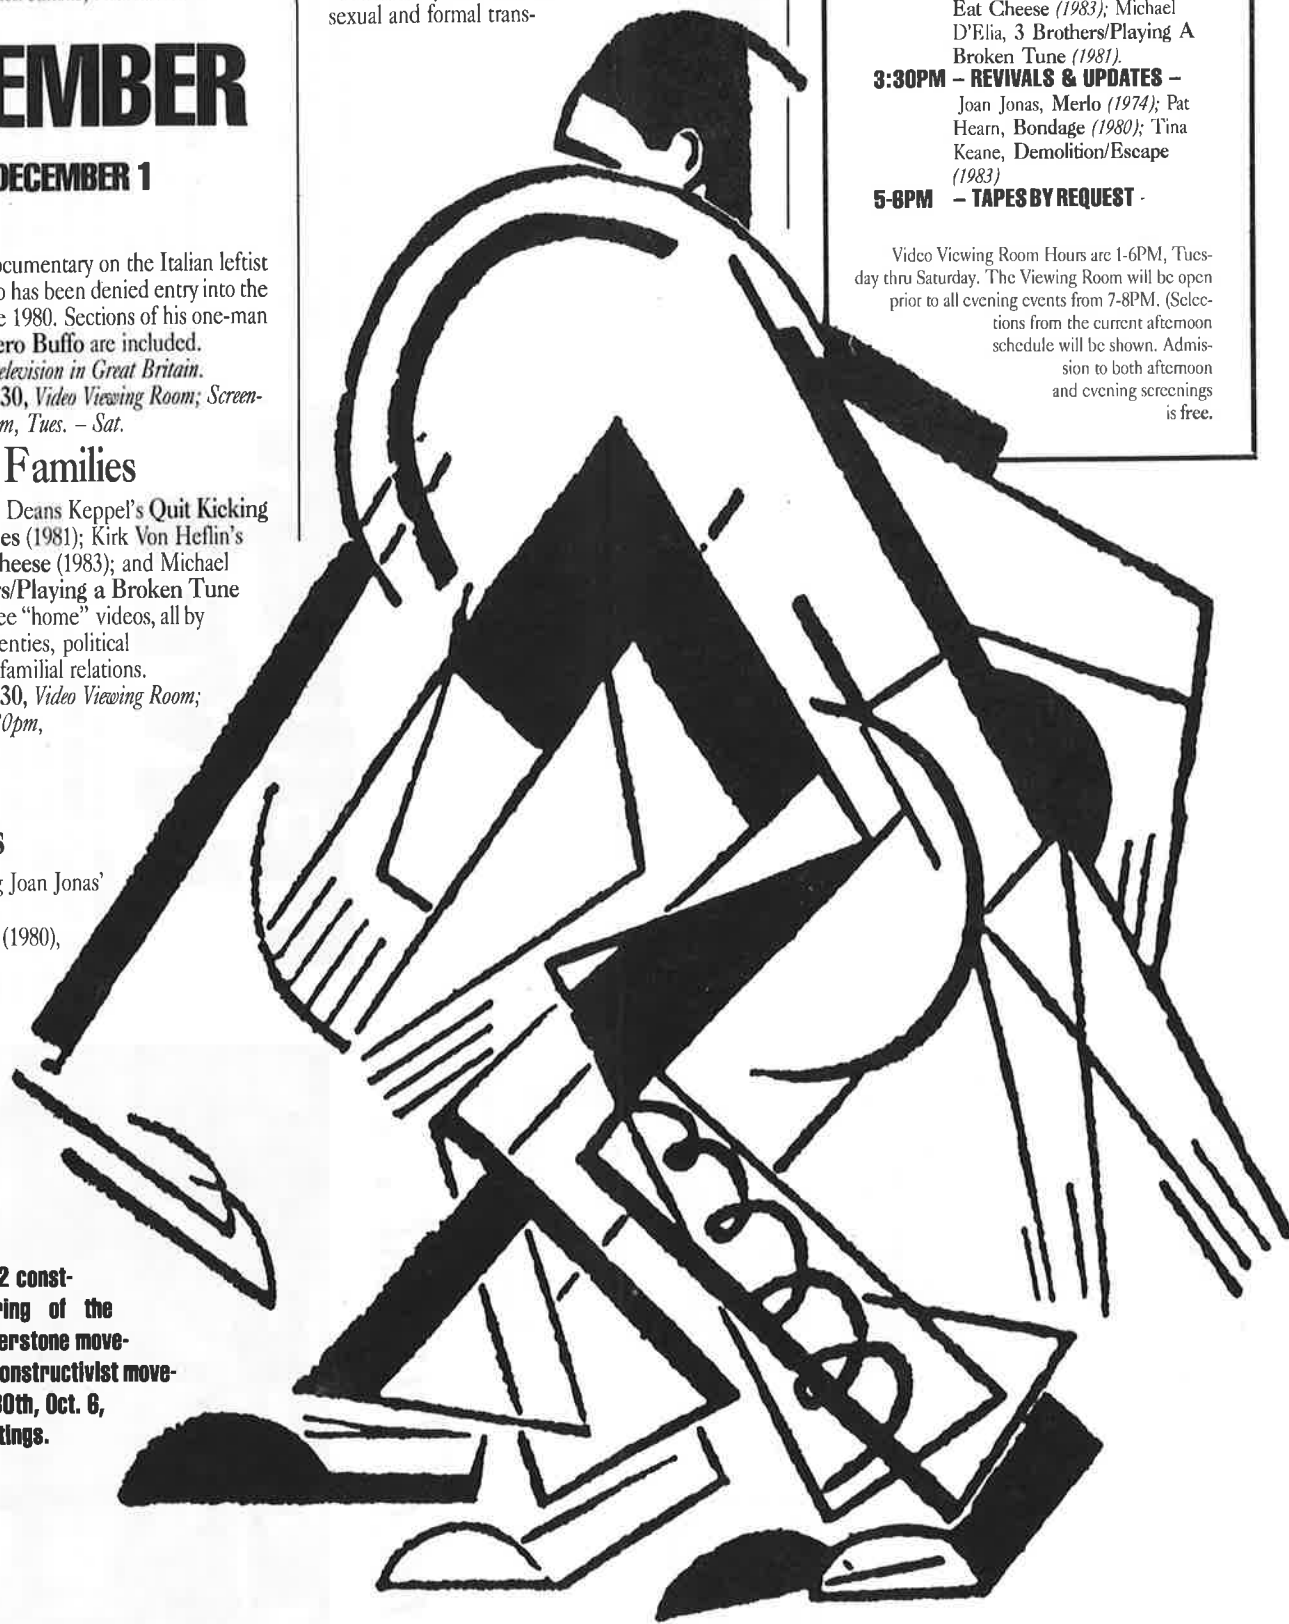 EMBER
DECEMBER 1
ocumentary on the Italian leftist
o has been denied entry into the
e 1980. Sections of his one-man
ero Buffo are included.
elevision in Great Britain.
30, Video Viewing Room; Screen-
m, Tues. – Sat.
Families
Deans Keppel's Quit Kicking
es (1981); Kirk Von Heflin's
heese (1983); and Michael
s/Playing a Broken Tune
ee "home" videos, all by
enties, political
familial relations.
30, Video Viewing Room;
0pm,
s
g Joan Jonas'
(1980),
2 const-
ring of the
erstone move-
onstructivist move-
30th, Oct. 6,
tings.
sexual and formal trans-
Eat Cheese (1983); Michael
D'Elia, 3 Brothers/Playing A
Broken Tune (1981).
3:30PM – REVIVALS & UPDATES –
Joan Jonas, Merlo (1974); Pat
Hearn, Bondage (1980); Tina
Keane, Demolition/Escape
(1983)
5-6PM – TAPES BY REQUEST -
Video Viewing Room Hours are 1-6PM, Tues-
day thru Saturday. The Viewing Room will be open
prior to all evening events from 7-8PM. (Selec-
tions from the current afternoon
schedule will be shown. Admis-
sion to both afternoon
and evening screenings
is free.